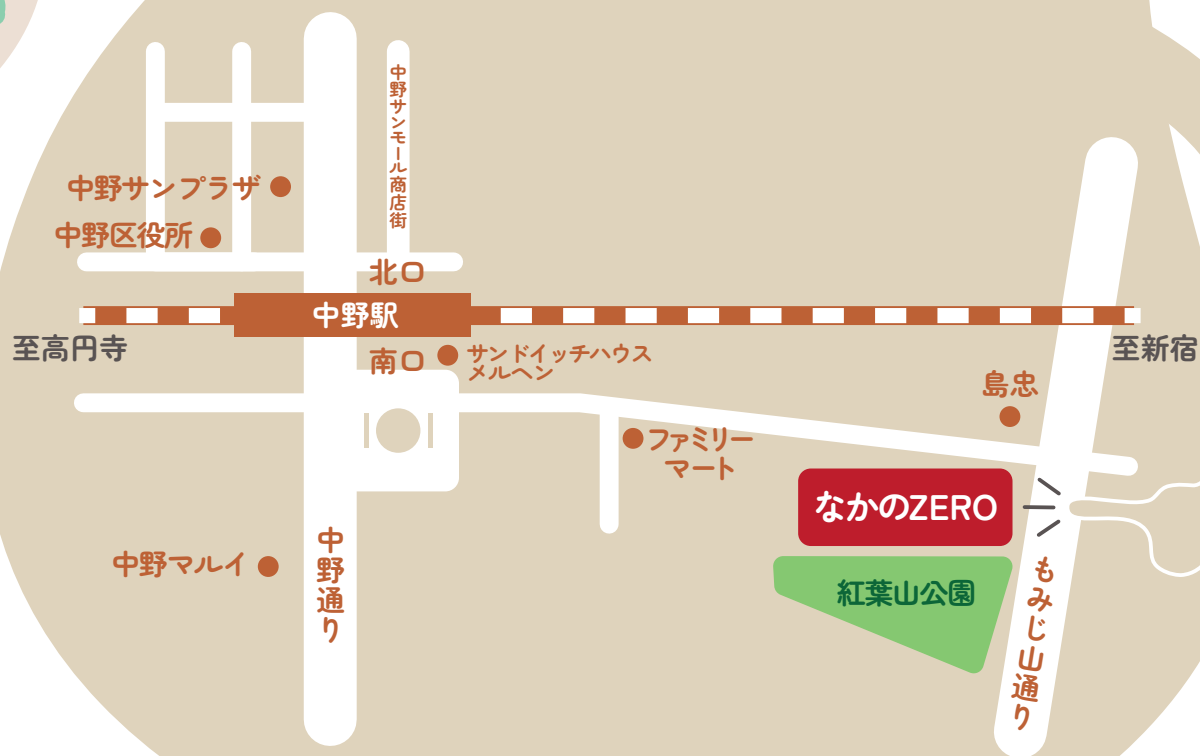 中野サンモール商店街
中野サンプラザ
中野区役所
北口
中野駅
至高円寺
至新宿
南口
サンドイッチハウス
メルヘン
島忠
ファミリー
マート
なかのZERO
中野マルイ
中野通り
紅葉山公園
もみじ山通り